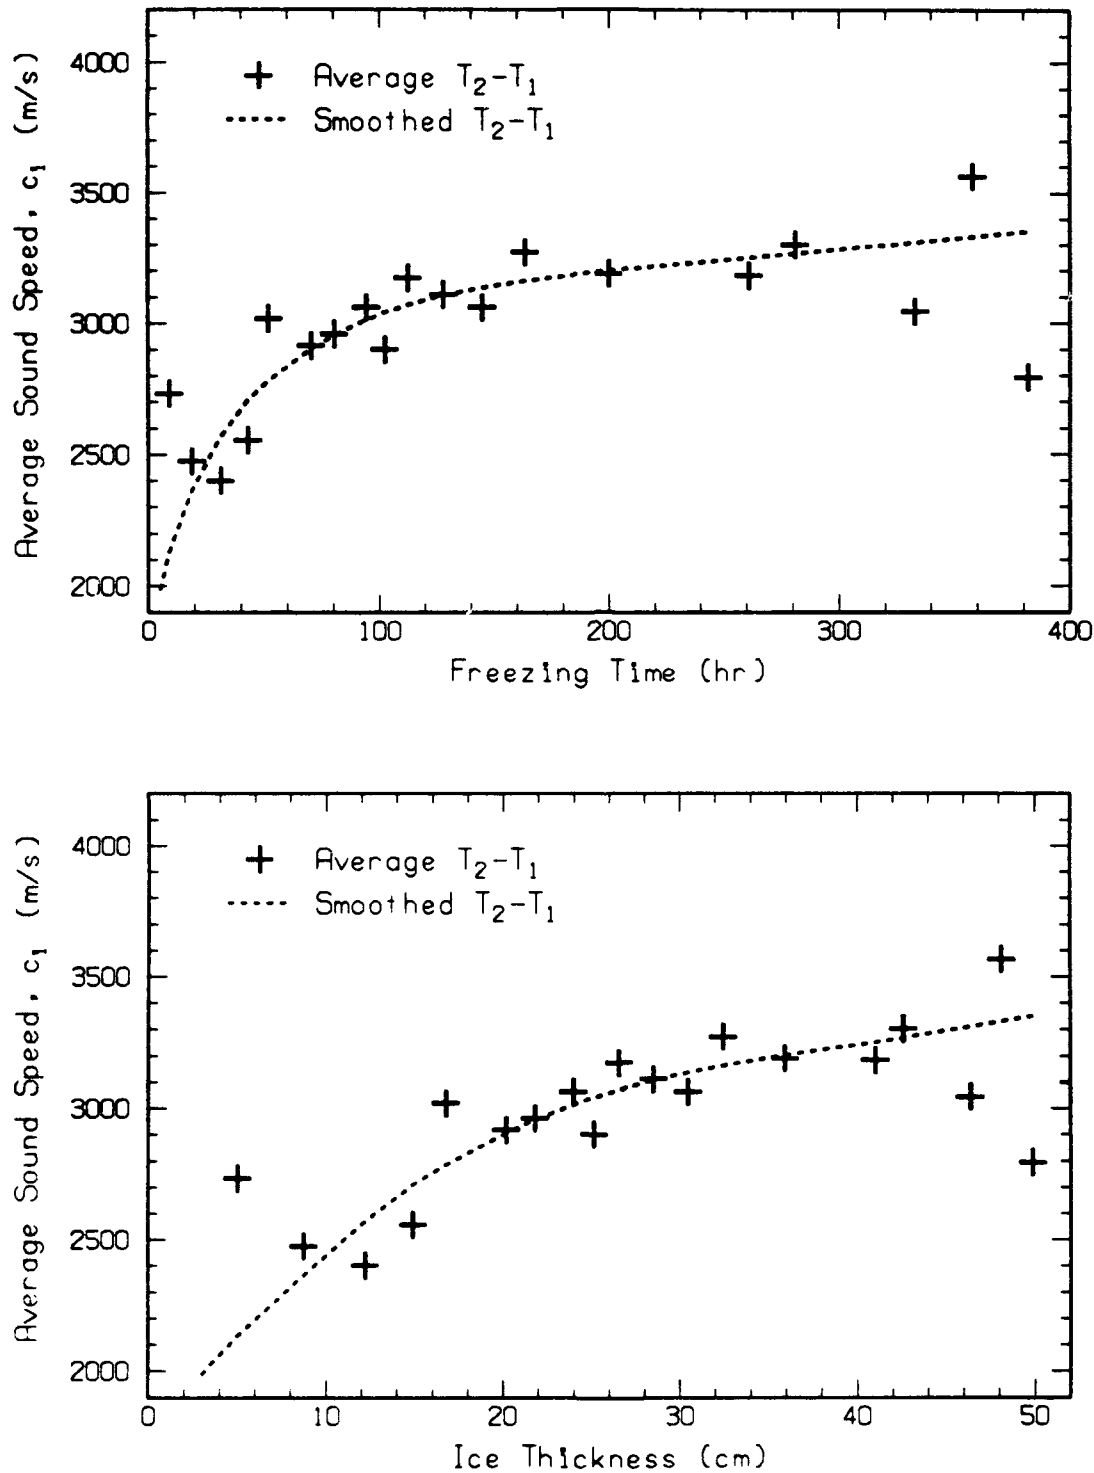 4000
3500
3000
2500
2000
Average Sound Speed, c₁ (m/s)
Average T₂-T₁
Smoothed T₂-T₁
0 100 200 300 400
Freezing Time (hr)
4000
3500
3000
2500
2000
Average Sound Speed, c₁ (m/s)
Average T₂-T₁
Smoothed T₂-T₁
0 10 20 30 40 50
Ice Thickness (cm)